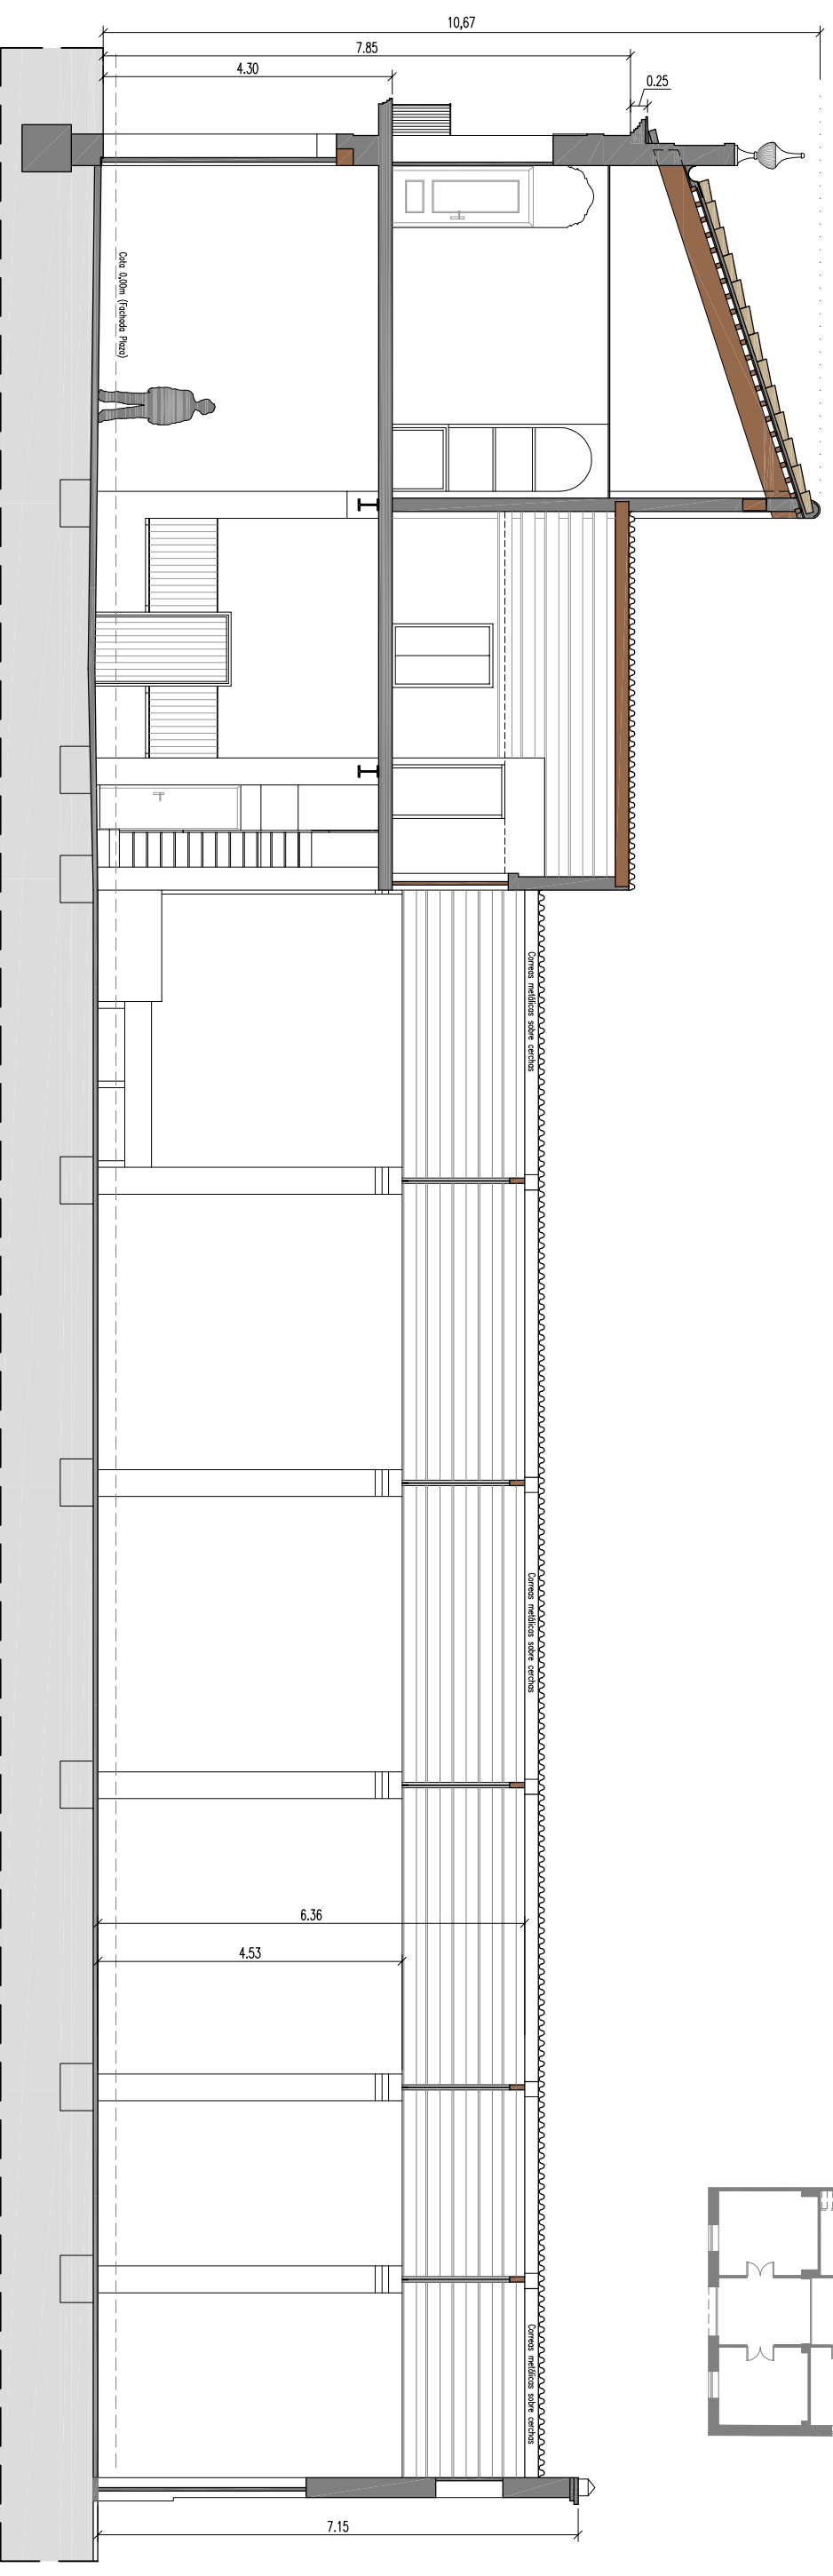 10,67
7.85
4.30
0.25
Cota 0,00m (Fachada Plaza)
Correas metálicas sobre cerchas
Correas metálicas sobre cerchas
6.36
4.53
Correas metálicas sobre cerchas
7.15